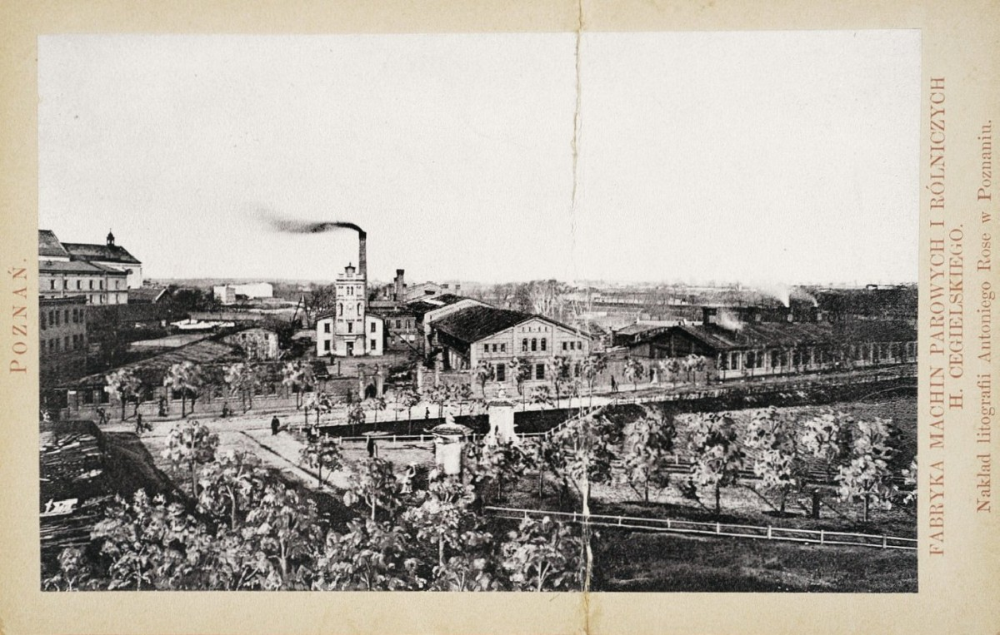 POZNAŃ.
FABRYKA MACHIN PAROWYCH I RÓLNICZYCH
H. CEGIELSKIEGO.
Nakład litografii Antoniego Rose w Poznaniu.